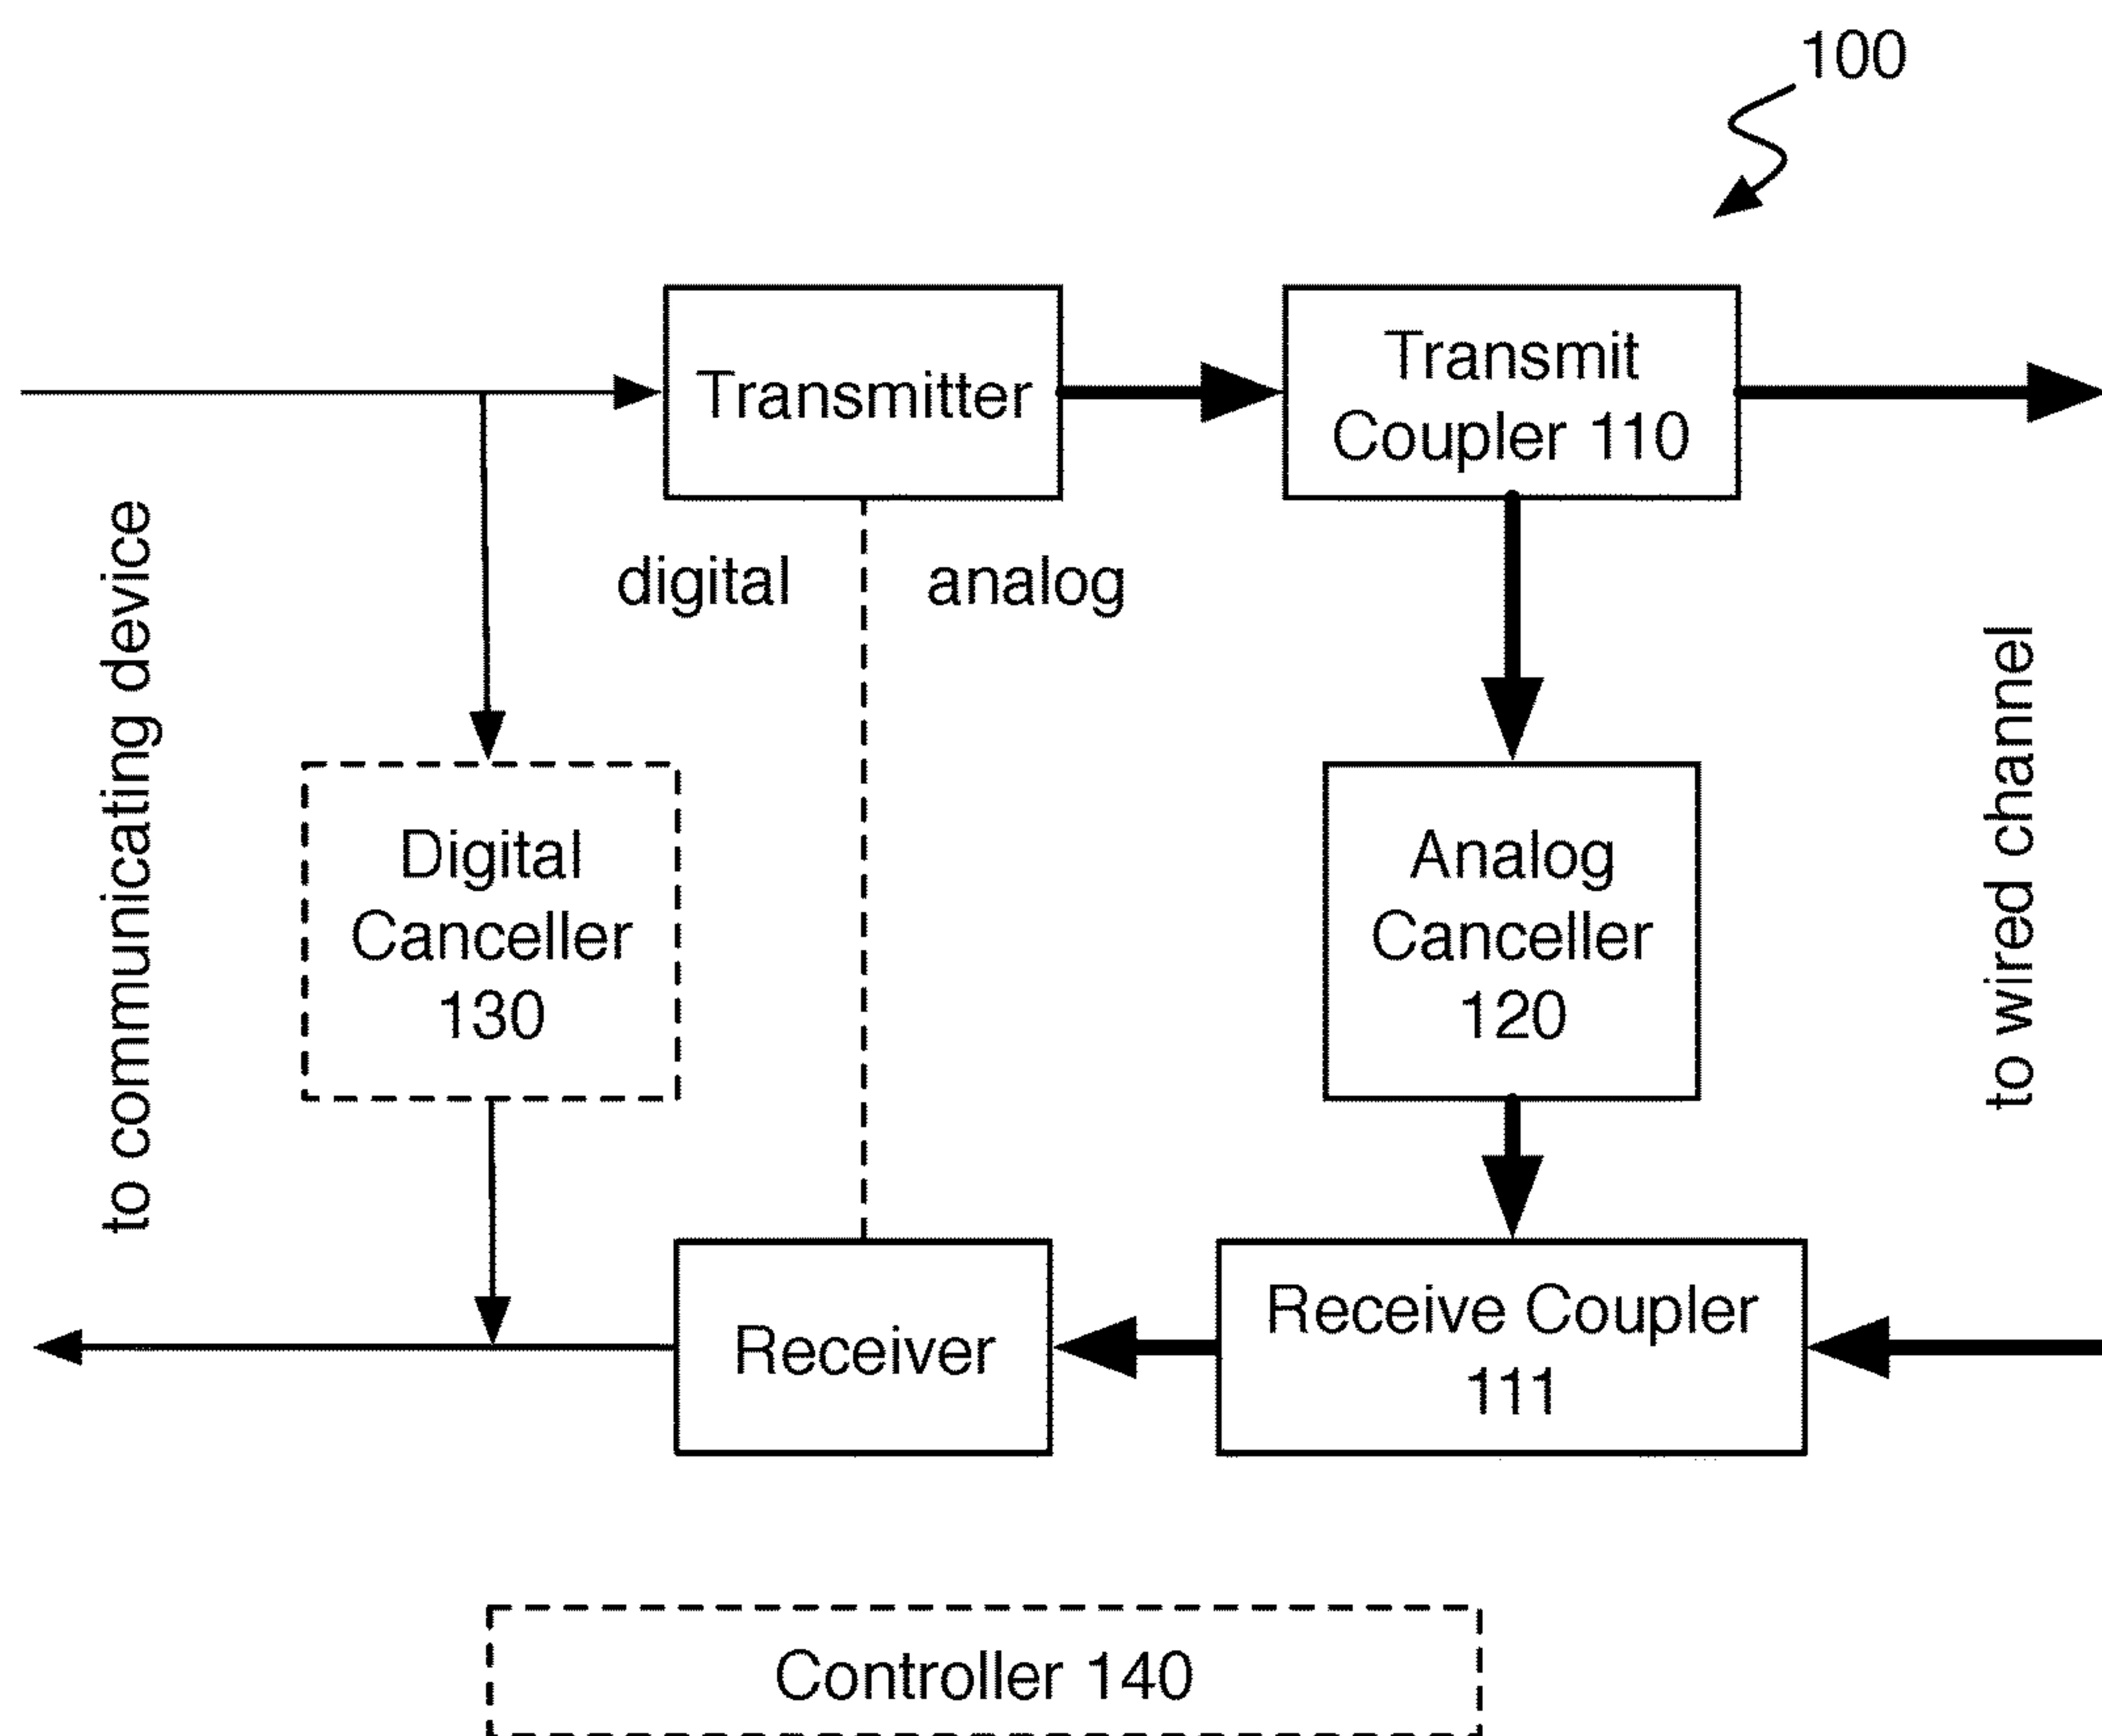 100
Transmitter
Transmit
Coupler 110
digital
analog
to communicating device
Digital
Canceller
130
Analog
Canceller
120
to wired channel
Receiver
Receive Coupler
111
Controller 140